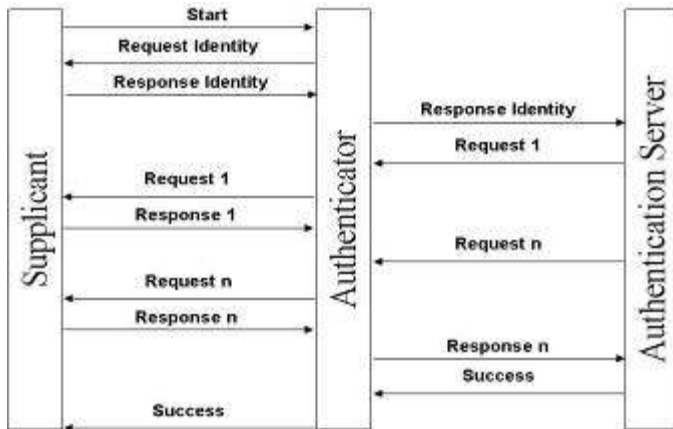 Start
Request Identity
Response Identity
Response Identity
Request 1
Request 1
Response 1
Request n
Request n
Response n
Response n
Success
Success
Supplicant
Authenticator
Authentication Server